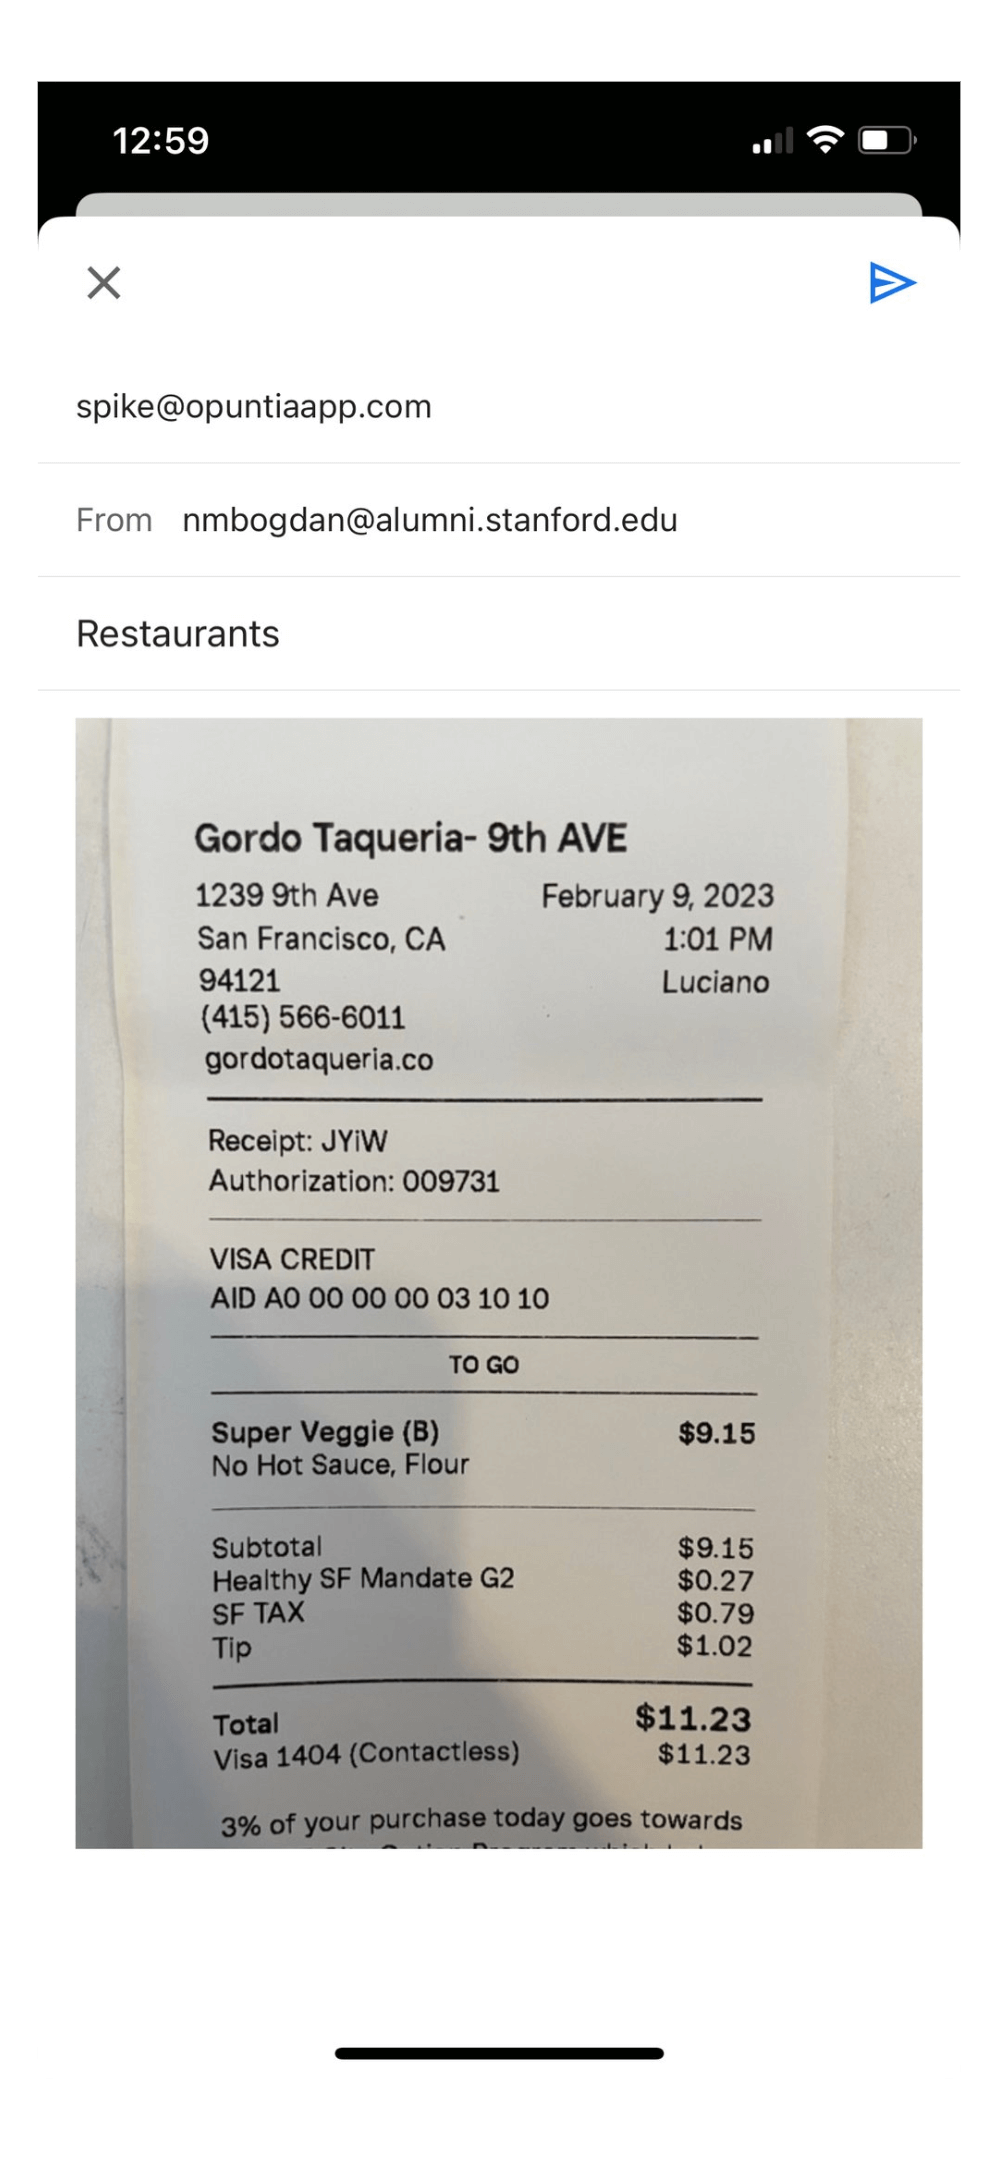 12:59
spike@opuntiaapp.com
From nmbogdan@alumni.stanford.edu
Restaurants
Gordo Taqueria- 9th AVE
1239 9th Ave February 9, 2023
San Francisco, CA 1:01 PM
94121 Luciano
(415) 566-6011
gordotaqueria.co
Receipt: JYiW
Authorization: 009731
VISA CREDIT
AID A0 00 00 00 03 10 10
TO GO
Super Veggie (B) $9.15
No Hot Sauce, Flour
Subtotal $9.15
Healthy SF Mandate G2 $0.27
SF TAX $0.79
Tip $1.02
Total $11.23
Visa 1404 (Contactless) $11.23
3% of your purchase today goes towards